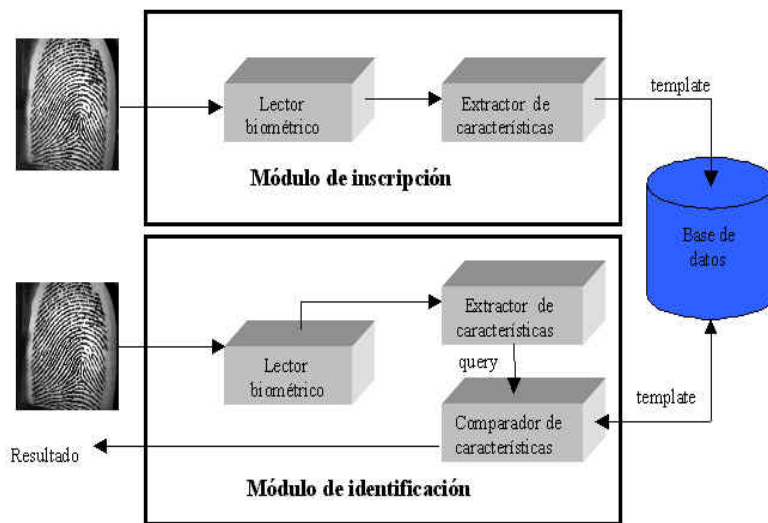 Lector
biométrico
Extractor de
características
template
Módulo de inscripción
Base de
datos
Extractor de
características
Lector
biométrico
query
template
Comparador de
características
Resultado
Módulo de identificación